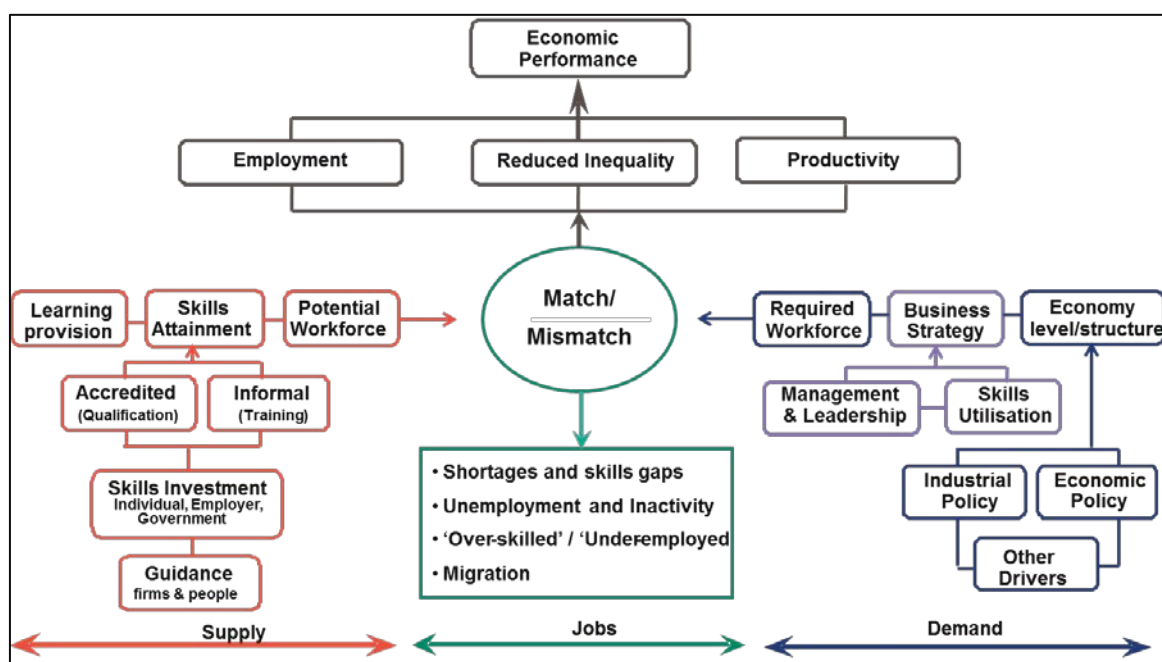 Economic
Performance
Employment
Reduced Inequality
Productivity
Learning
provision
Skills
Attainment
Potential
Workforce
Match/
Mismatch
Required
Workforce
Business
Strategy
Economy
level/structure
Accredited
(Qualification)
Informal
(Training)
Management
& Leadership
Skills
Utilisation
Skills Investment
Individual, Employer,
Government
Guidance
firms & people
• Shortages and skills gaps
• Unemployment and Inactivity
• ‘Over-skilled’ / ‘Under-employed
• Migration
Industrial
Policy
Economic
Policy
Other
Drivers
Supply
Jobs
Demand